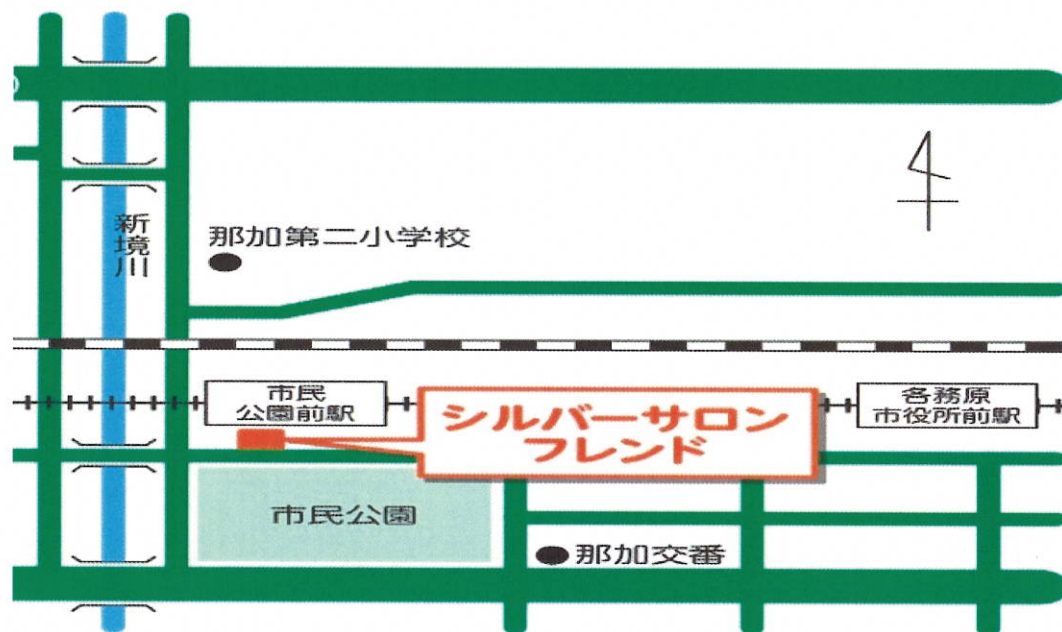 新境川
那加第二小学校
市民
公園前駅
シルバーサロン
フレンド
各務原
市役所前駅
市民公園
那加交番